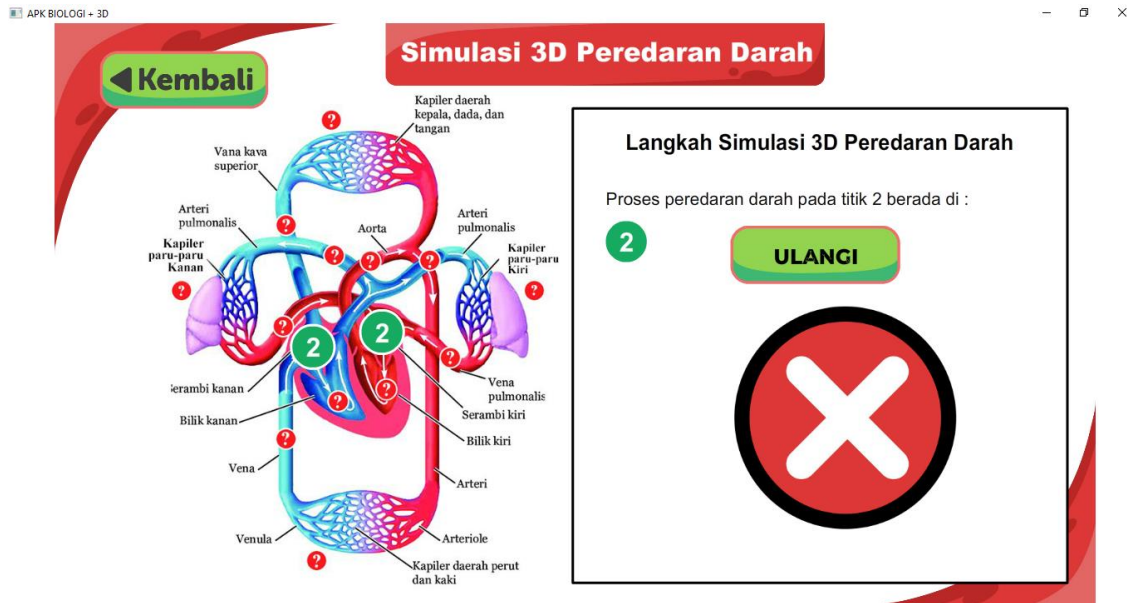 APK BIOLOGI + 3D
Simulasi 3D Peredaran Darah
Kembali
Kapiler daerah
kepala, dada, dan
tangan
?
Vana kava
superior
Arteri
pulmonalis
?
Aorta
Arteri
pulmonalis
Kapiler
paru-paru
Kanan
?
?
?
?
Kapiler
paru-paru
Kiri
?
?
2
2
?
Serambi kanan
?
?
Vena
pulmonalis
Serambi kiri
Bilik kanan
?
Bilik kiri
Vena
Arteri
Venula
Arteriole
?
Kapiler daerah perut
dan kaki
Langkah Simulasi 3D Peredaran Darah
Proses peredaran darah pada titik 2 berada di :
2
ULANGI